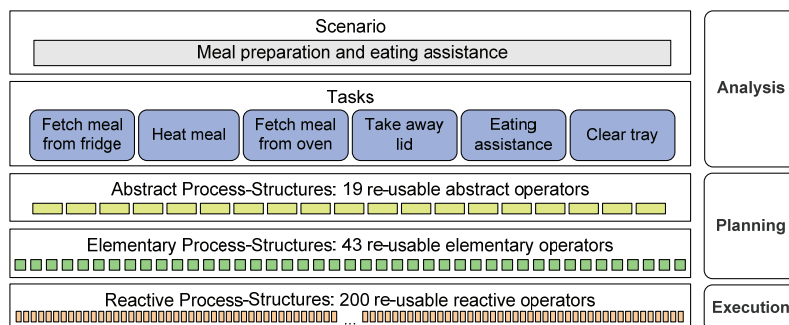 Scenario
Meal preparation and eating assistance
Analysis
Tasks
Fetch meal
from fridge
Heat meal
Fetch meal
from oven
Take away
lid
Eating
assistance
Clear tray
Abstract Process-Structures: 19 re-usable abstract operators
Planning
Elementary Process-Structures: 43 re-usable elementary operators
Reactive Process-Structures: 200 re-usable reactive operators
...
Execution